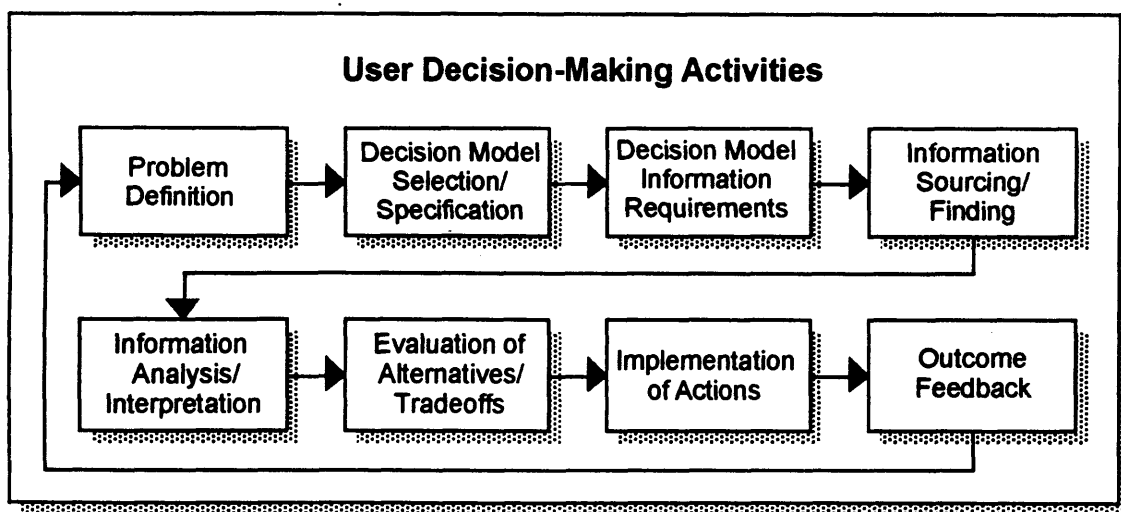 User Decision-Making Activities
Problem
Definition
Decision Model
Selection/
Specification
Decision Model
Information
Requirements
Information
Sourcing/
Finding
Information
Analysis/
Interpretation
Evaluation of
Alternatives/
Tradeoffs
Implementation
of Actions
Outcome
Feedback